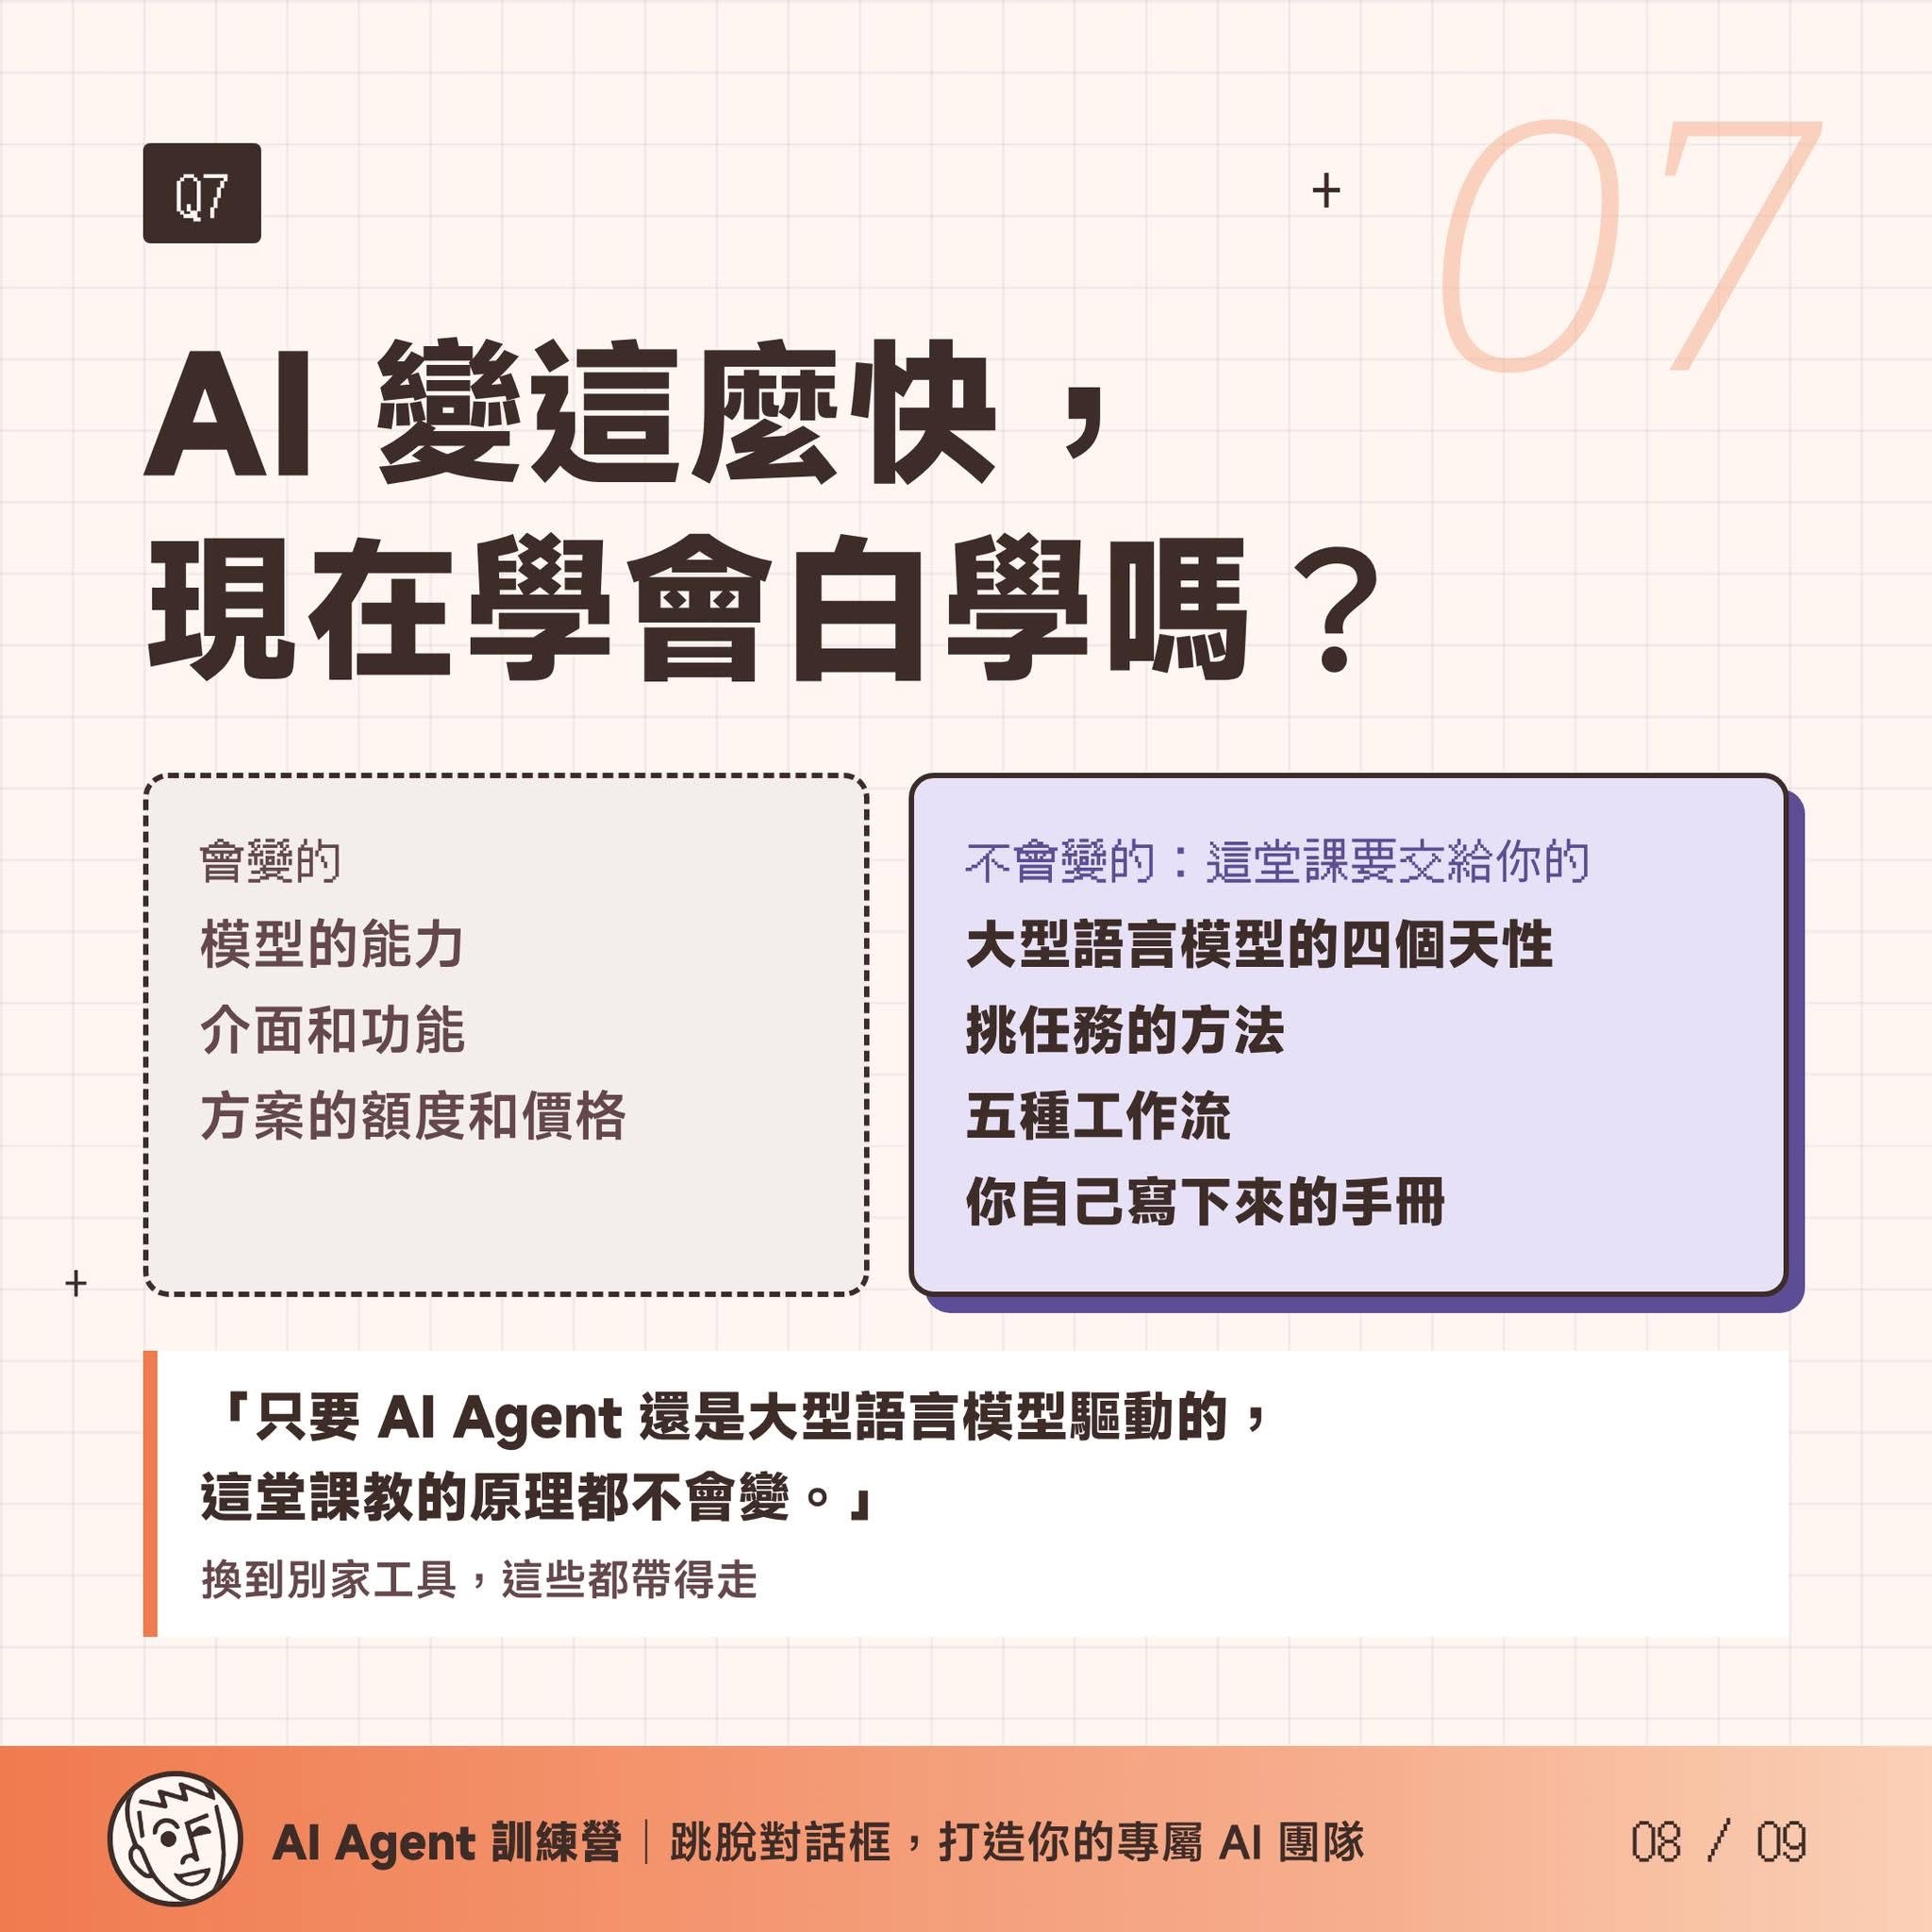 Q7
07
AI 變這麼快，
現在學會白學嗎？
會變的
模型的能力
介面和功能
方案的額度和價格
不會變的：這堂課要交給你的
大型語言模型的四個天性
挑任務的方法
五種工作流
你自己寫下來的手冊
「只要 AI Agent 還是大型語言模型驅動的，
這堂課教的原理都不會變。」
換到別家工具，這些都帶得走
AI Agent 訓練營｜跳脫對話框，打造你的專屬 AI 團隊
08 / 09